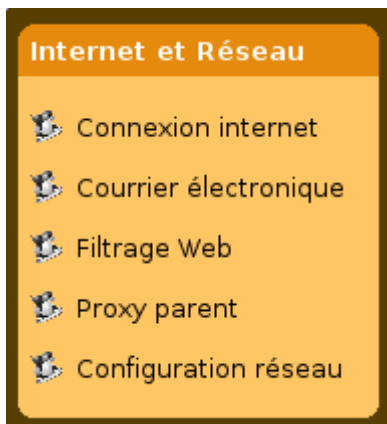 Internet et Réseau
Connexion internet
Courrier électronique
Filtrage Web
Proxy parent
Configuration réseau